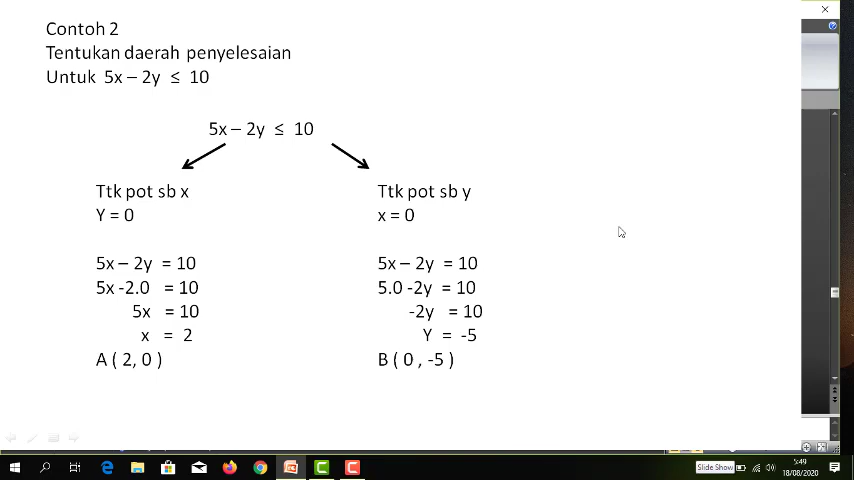 Contoh 2
Tentukan daerah penyelesaian
Untuk 5x – 2y ≤ 10
5x – 2y ≤ 10
Ttk pot sb x
Y = 0
5x – 2y = 10
5x -2.0 = 10
5x = 10
x = 2
A ( 2, 0 )
Ttk pot sb y
x = 0
5x – 2y = 10
5.0 -2y = 10
-2y = 10
Y = -5
B ( 0 , -5 )
Slide Show
5:49
18/08/2020